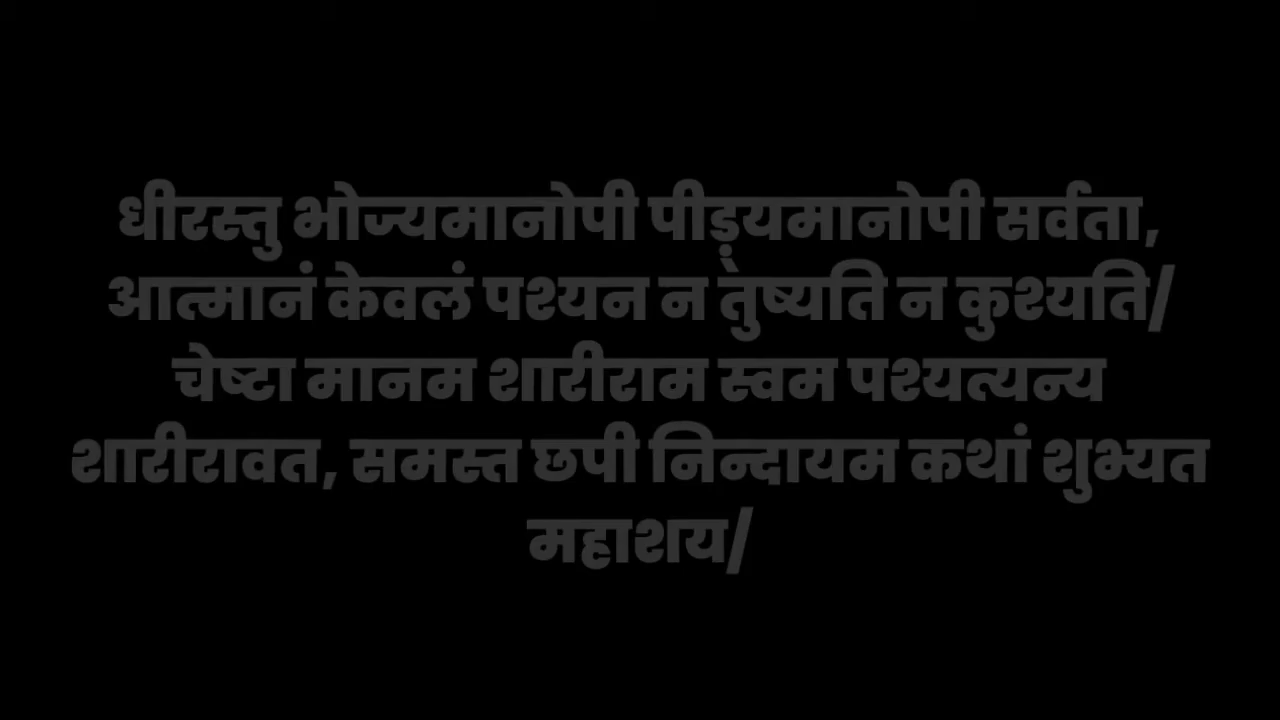 धीरस्तु भोज्यमानोपी पीड़्यमानोपी सर्वता,
आत्मानं केवलं पश्यन न तुष्यति न कुश्यति/
चेष्टा मानम शारीराम स्वम पश्यत्यन्य
शारीरावत, समस्त छपी निन्दायम कथां शुभ्यत
महाशय/